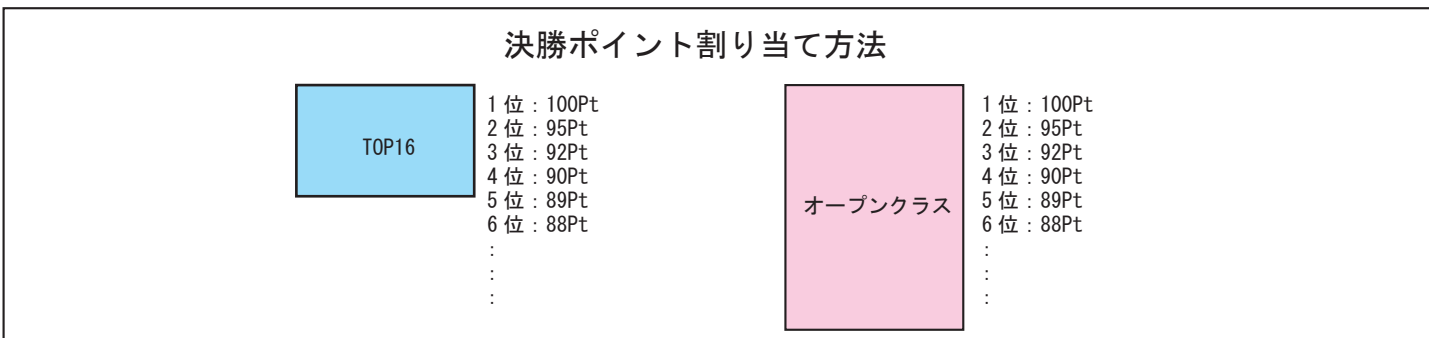 決勝ポイント割り当て方法
TOP16
1位：100Pt
2位：95Pt
3位：92Pt
4位：90Pt
5位：89Pt
6位：88Pt
：
：
：
オープンクラス
1位：100Pt
2位：95Pt
3位：92Pt
4位：90Pt
5位：89Pt
6位：88Pt
：
：
：